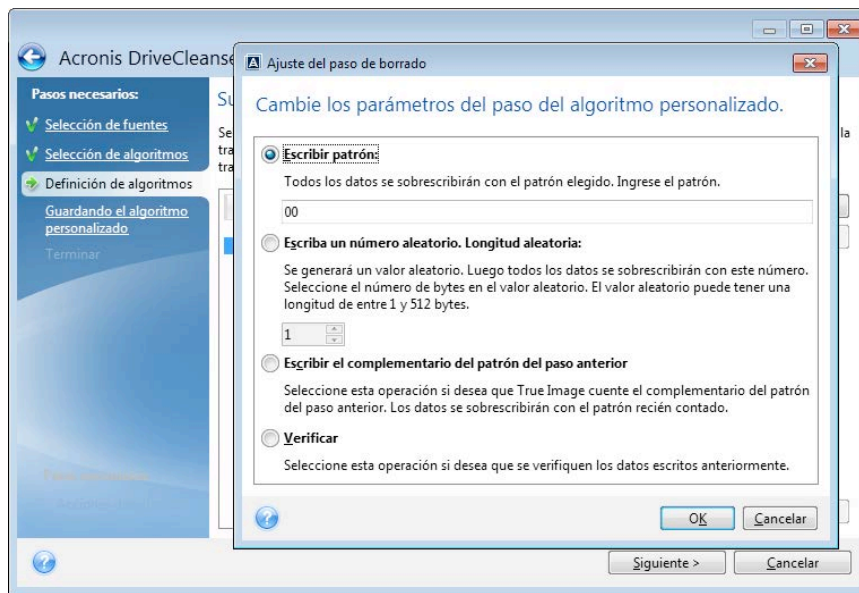 Acronis DriveCleanse
Pasos necesarios:
Selección de fuentes
Selección de algoritmos
Definición de algoritmos
Guardando el algoritmo
personalizado
Terminar
Su
Se
tra
tra
la
Ajuste del paso de borrado
Cambie los parámetros del paso del algoritmo personalizado.
Escribir patrón:
Todos los datos se sobrescribirán con el patrón elegido. Ingrese el patrón.
00
Escriba un número aleatorio. Longitud aleatoria:
Se generará un valor aleatorio. Luego todos los datos se sobrescribirán con este número.
Seleccione el número de bytes en el valor aleatorio. El valor aleatorio puede tener una
longitud de entre 1 y 512 bytes.
1
Escribir el complementario del patrón del paso anterior
Seleccione esta operación si desea que True Image cuente el complementario del patrón
del paso anterior. Los datos se sobrescribirán con el patrón recién contado.
Verificar
Seleccione esta operación si desea que se verifiquen los datos escritos anteriormente.
OK
Cancelar
Siguiente >
Cancelar